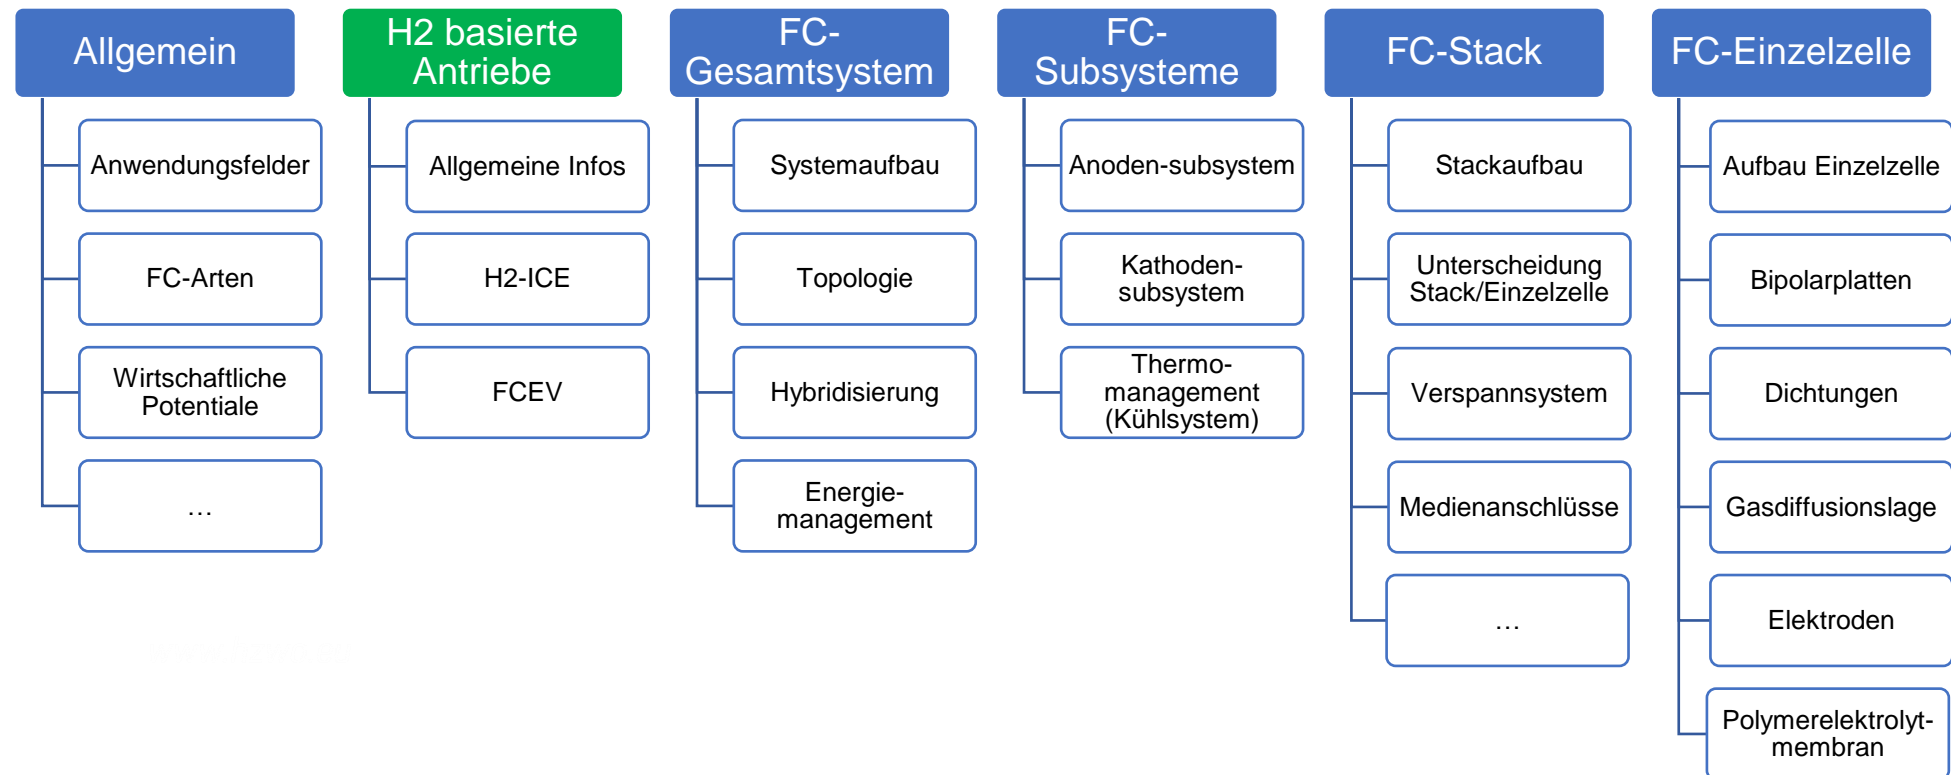 Allgemein
Anwendungsfelder
FC-Arten
Wirtschaftliche
Potentiale
…
H2 basierte
Antriebe
Allgemeine Infos
H2-ICE
FCEV
FC-
Gesamtsystem
Systemaufbau
Topologie
Hybridisierung
Energie-
management
FC-
Subsysteme
Anoden-subsystem
Kathoden-
subsystem
Thermo-
management
(Kühlsystem)
FC-Stack
Stackaufbau
Unterscheidung
Stack/Einzelzelle
Verspannsystem
Medienanschlüsse
…
FC-Einzelzelle
Aufbau Einzelzelle
Bipolarplatten
Dichtungen
Gasdiffusionslage
Elektroden
Polymerelektrolyt-
membran